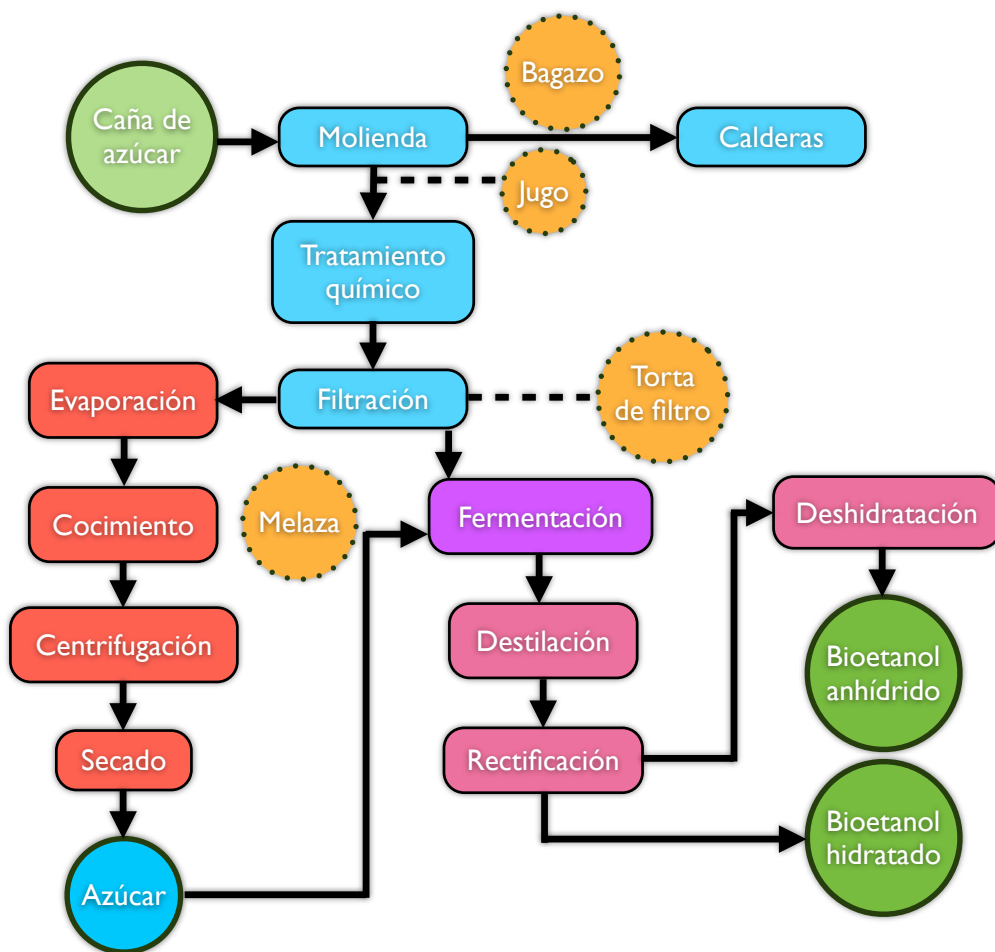 Bagazo
Caña de
azúcar
Molienda
Calderas
Jugo
Tratamiento
químico
Evaporación
Filtración
Torta
de filtro
Cocimiento
Melaza
Fermentación
Deshidratación
Centrifugación
Destilación
Bioetanol
anhídrido
Secado
Rectificación
Bioetanol
hidratado
Azúcar